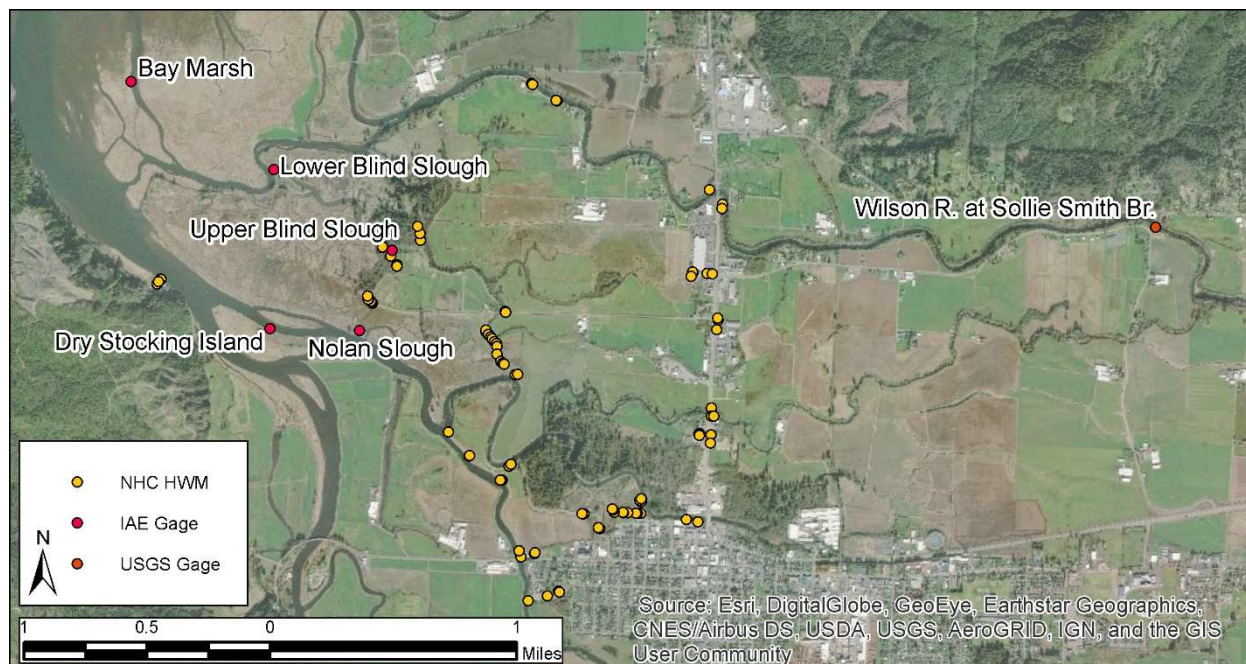 Bay Marsh
Lower Blind Slough
Upper Blind Slough
Wilson R. at Sollie Smith Br.
Dry Stocking Island
Nolan Slough
NHC HWM
IAE Gage
USGS Gage
N
Source: Esri, DigitalGlobe, GeoEye, Earthstar Geographics,
CNES/Airbus DS, USDA, USGS, AeroGRID, IGN, and the GIS
User Community
1 0.5 0 1
Miles